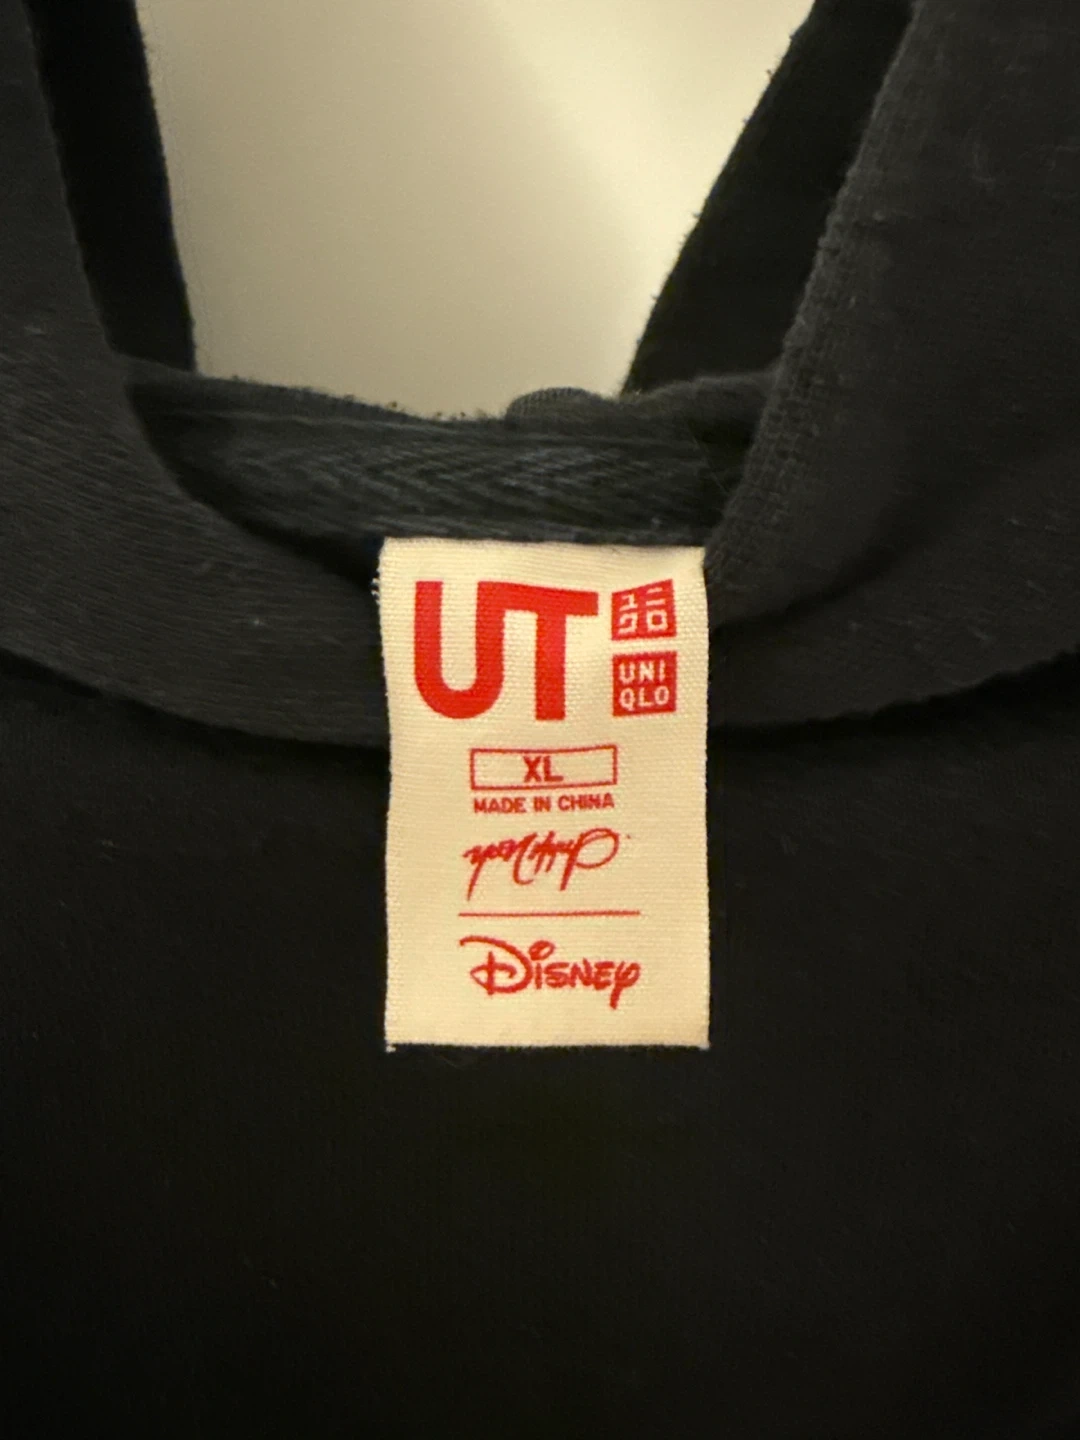 UT
ユニ
クロ
UNI
QLO
XL
MADE IN CHINA
Disney